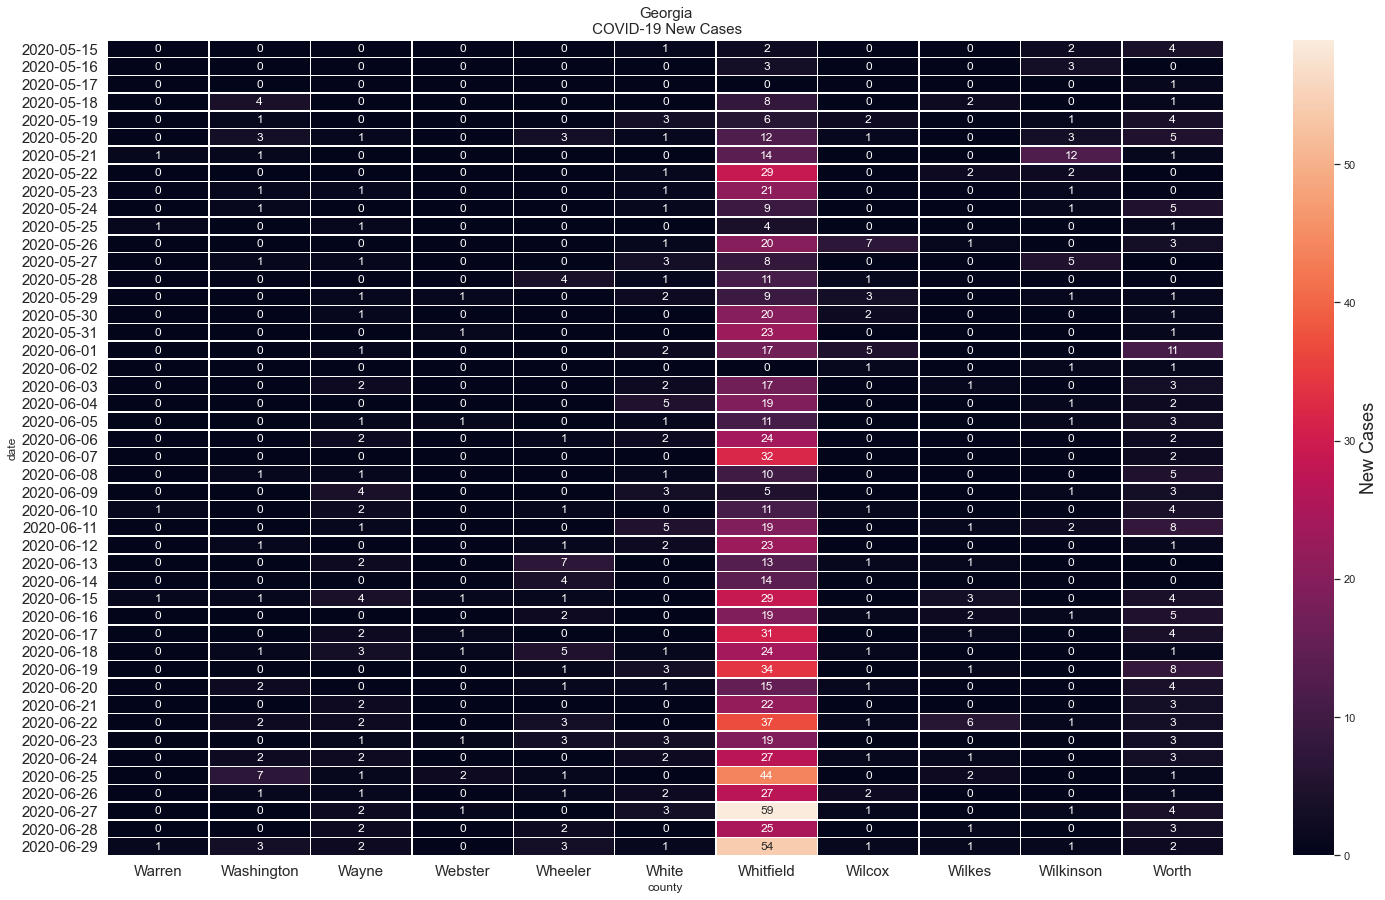 Georgia
COVID-19 New Cases
2020-05-15 0 0 0 0 0 1 2 0 0 2 4
2020-05-16 0 0 0 0 0 0 3 0 0 3 0
2020-05-17 0 0 0 0 0 0 0 0 0 0 1
2020-05-18 0 4 0 0 0 0 8 0 2 0 1
2020-05-19 0 1 0 0 0 3 6 2 0 1 4
2020-05-20 0 3 1 0 3 1 12 1 0 3 5
2020-05-21 1 1 0 0 0 0 14 0 0 12 1
2020-05-22 0 0 0 0 0 1 29 0 2 2 0
2020-05-23 0 1 1 0 0 1 21 0 0 1 0
2020-05-24 0 1 0 0 0 1 9 0 0 1 5
2020-05-25 1 0 1 0 0 0 4 0 0 0 1
2020-05-26 0 0 0 0 0 1 20 7 1 0 3
2020-05-27 0 1 1 0 0 3 8 0 0 5 0
2020-05-28 0 0 0 0 4 1 11 1 0 0 0
2020-05-29 0 0 1 1 0 2 9 3 0 1 1
2020-05-30 0 0 1 0 0 0 20 2 0 0 1
2020-05-31 0 0 0 1 0 0 23 0 0 0 1
2020-06-01 0 0 1 0 0 2 17 5 0 0 11
2020-06-02 0 0 0 0 0 0 0 1 0 1 1
2020-06-03 0 0 2 0 0 2 17 0 1 0 3
2020-06-04 0 0 0 0 0 5 19 0 0 1 2
2020-06-05 0 0 1 1 0 1 11 0 0 1 3
2020-06-06 0 0 2 0 1 2 24 0 0 0 2
2020-06-07 0 0 0 0 0 0 32 0 0 0 2
2020-06-08 0 1 1 0 0 1 10 0 0 0 5
2020-06-09 0 0 4 0 0 3 5 0 0 1 3
2020-06-10 1 0 2 0 1 0 11 1 0 0 4
2020-06-11 0 0 1 0 0 5 19 0 1 2 8
2020-06-12 0 1 0 0 1 2 23 0 0 0 1
2020-06-13 0 0 2 0 7 0 13 1 1 0 0
2020-06-14 0 0 0 0 4 0 14 0 0 0 0
2020-06-15 1 1 4 1 1 0 29 0 3 0 4
2020-06-16 0 0 0 0 2 0 19 1 2 1 5
2020-06-17 0 0 2 1 0 0 31 0 1 0 4
2020-06-18 0 1 3 1 5 1 24 1 0 0 1
2020-06-19 0 0 0 0 1 3 34 0 1 0 8
2020-06-20 0 2 0 0 1 1 15 1 0 0 4
2020-06-21 0 0 2 0 0 0 22 0 0 0 3
2020-06-22 0 2 2 0 3 0 37 1 6 1 3
2020-06-23 0 0 1 1 3 3 19 0 0 0 3
2020-06-24 0 2 2 0 0 2 27 1 1 0 3
2020-06-25 0 7 1 2 1 0 44 0 2 0 1
2020-06-26 0 1 1 0 1 2 27 2 0 0 1
2020-06-27 0 0 2 1 0 3 59 1 0 1 4
2020-06-28 0 0 2 0 2 0 25 0 1 0 3
2020-06-29 1 3 2 0 3 1 54 1 1 1 2
Warren Washington Wayne Webster Wheeler White Whitfield Wilcox Wilkes Wilkinson Worth
county
date
50
40
30
20
10
0
New Cases